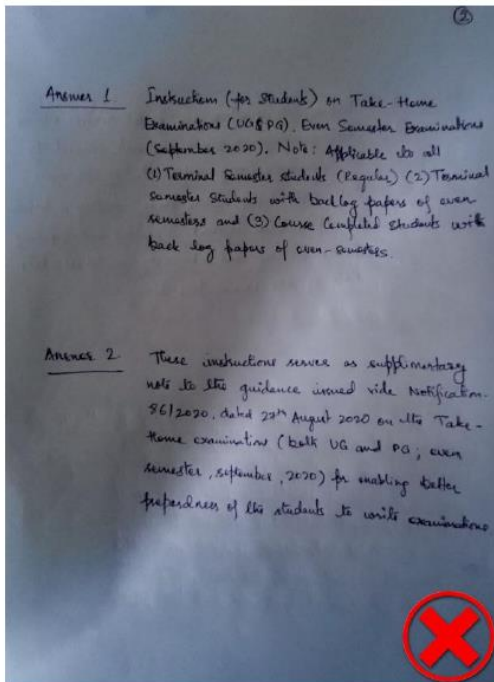 2
Answer 1. Instructions (for students) on Take-Home
Examinations (UG & PG). Even Semester Examinations
(September 2020). Note: Applicable to all
(1) Terminal Semester students (Regular) (2) Terminal
Semester Students with backlog papers of even
semesters and (3) Course Completed students with
back log papers of even-semesters.
Answer 2. These instructions serves as supplimentary
note to the guidance issued vide Notification
86/2020, dated 27th August 2020 on the Take-
Home examination (both UG and PG; even
semester, september, 2020) for enabling better
prepardness of the students to write examinations